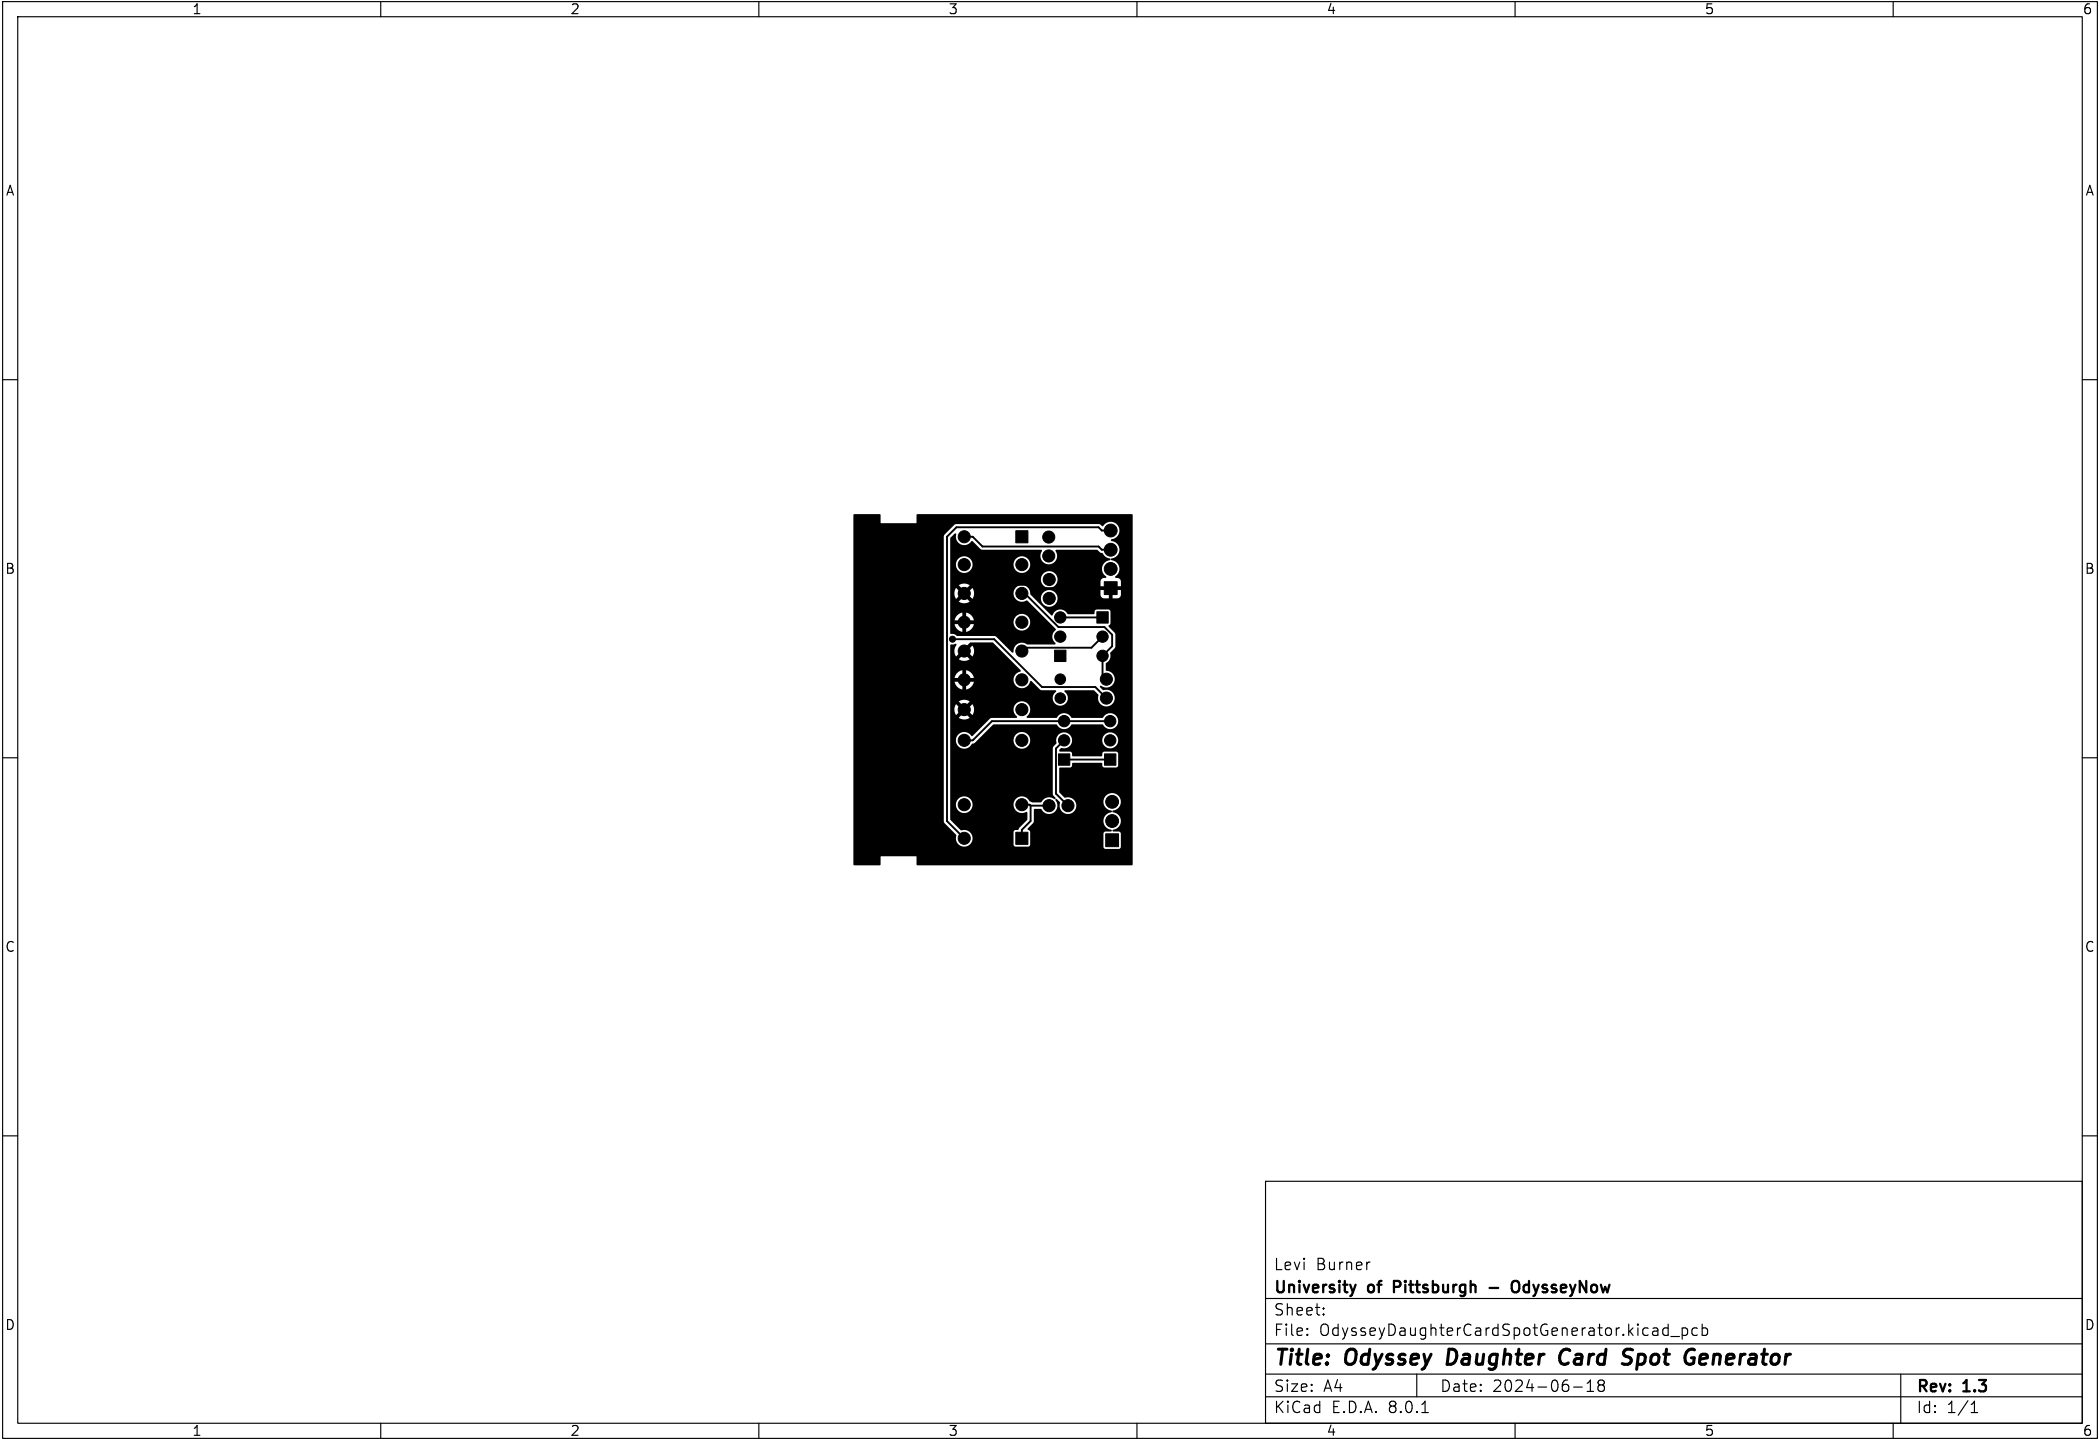 1 2 3 4 5 6
A A
B B
C C
Levi Burner
University of Pittsburgh – OdysseyNow
Sheet:
D D
File: OdysseyDaughterCardSpotGenerator.kicad_pcb
Title: Odyssey Daughter Card Spot Generator
Size: A4 Date: 2024–06–18 Rev: 1.3
KiCad E.D.A. 8.0.1 Id: 1/1
1 2 3 4 5 6